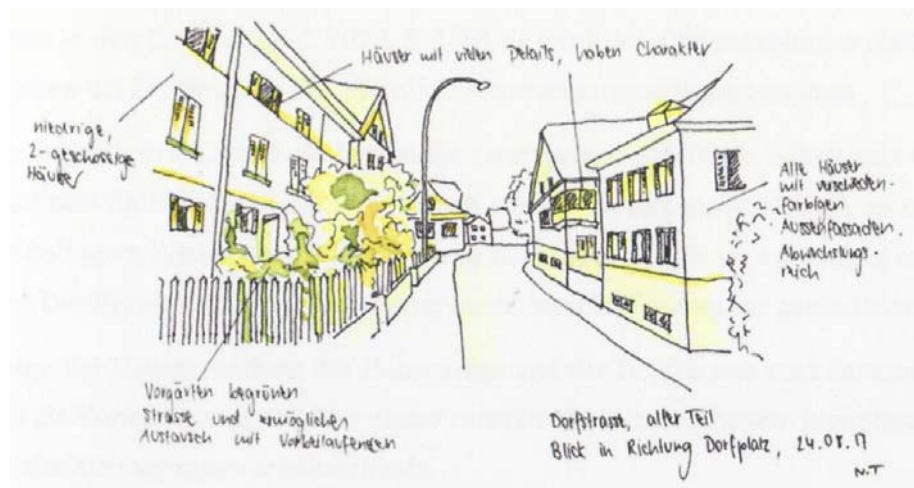 Häuser mit vielen Details, haben Charakter
niedrige,
2-geschossige
Häuser
Alte Häuser
mit verschieden-
farbigen
Aussenfassaden.
Abwechslungs
reich
Vorgärten begrünen
Strasse und ermöglichen
Austausch mit Vorbeilaufenden
Dorfstrasse, alter Teil
Blick in Richtung Dorfplatz, 24.08.17
N.T